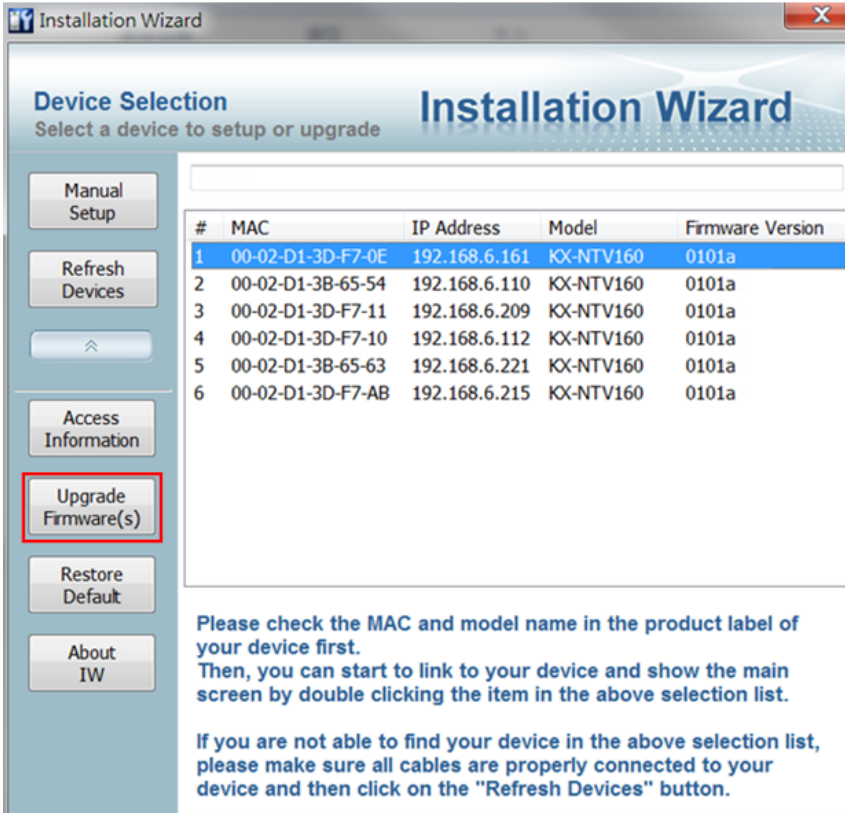 Installation Wizard
X
Device Selection
Installation Wizard
Select a device to setup or upgrade
Manual
Setup
Refresh
Devices
Access
Information
Upgrade
Firmware(s)
Restore
Default
About
IW
# MAC IP Address Model Firmware Version
1 00-02-D1-3D-F7-0E 192.168.6.161 KX-NTV160 0101a
2 00-02-D1-3B-65-54 192.168.6.110 KX-NTV160 0101a
3 00-02-D1-3D-F7-11 192.168.6.209 KX-NTV160 0101a
4 00-02-D1-3D-F7-10 192.168.6.112 KX-NTV160 0101a
5 00-02-D1-3B-65-63 192.168.6.221 KX-NTV160 0101a
6 00-02-D1-3D-F7-AB 192.168.6.215 KX-NTV160 0101a
Please check the MAC and model name in the product label of
your device first.
Then, you can start to link to your device and show the main
screen by double clicking the item in the above selection list.
If you are not able to find your device in the above selection list,
please make sure all cables are properly connected to your
device and then click on the "Refresh Devices" button.